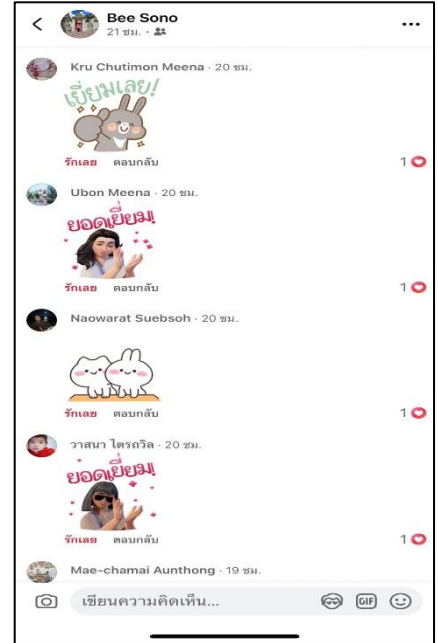 Bee Sono
21 ชม. ·
Kru Chutimon Meena · 20 ชม.
เยี่ยมเลย!
รักเลย ตอบกลับ 1
Ubon Meena · 20 ชม.
ยอดเยี่ยม!
รักเลย ตอบกลับ 1
Naowarat Suebsoh · 20 ชม.
รักเลย ตอบกลับ 1
วาสนา ไตรถวิล · 20 ชม.
ยอดเยี่ยม!
รักเลย ตอบกลับ 1
Mae-chamai Aunthong · 19 ชม.
เขียนความคิดเห็น... GIF